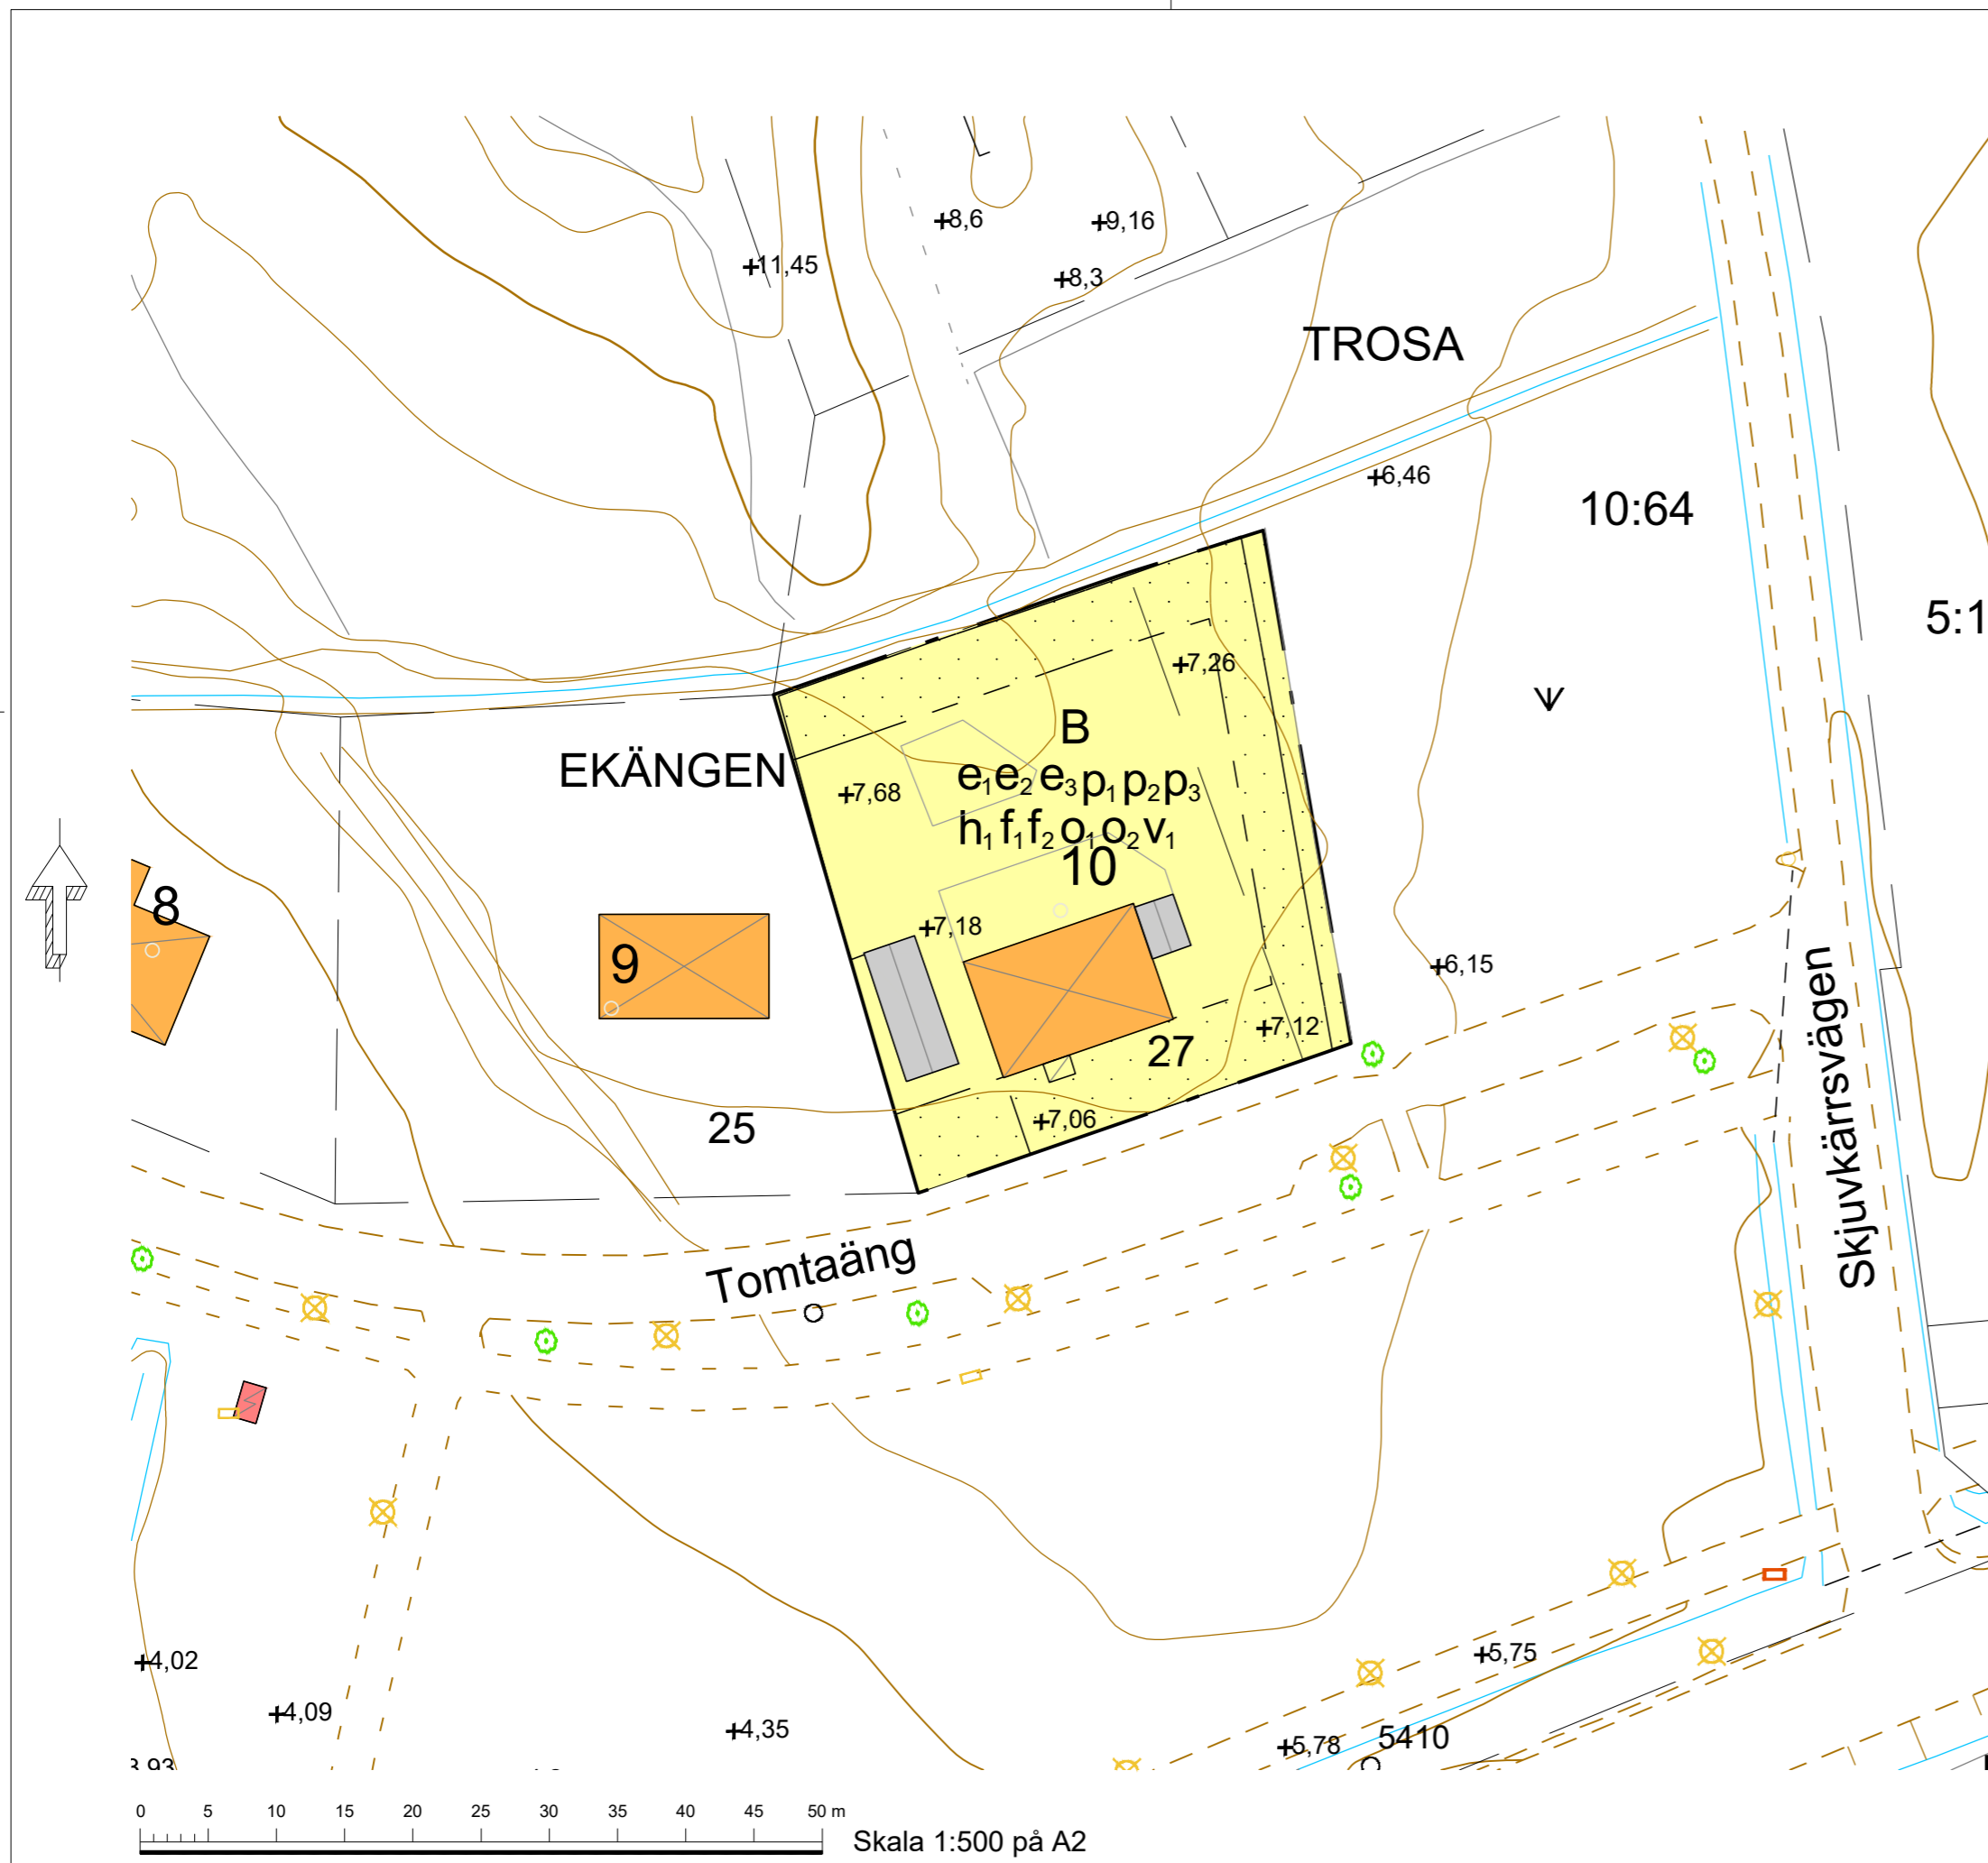 +8,6
+9,16
+11,45
+8,3
TROSA
+6,46
10:64
5:1
+7,26
B
EKÄNGEN
e₁e₂e₃p₁p₂p₃
+7,68
h₁f₁f₂o₁o₂v₁
10
8
+7,18
9
+6,15
+7,12
27
+7,06
25
Skjuvkärrsvägen
Tomtaäng
+4,02
+5,75
+4,09
+4,35
5410
+5,78
0 5 10 15 20 25 30 35 40 45 50 m
Skala 1:500 på A2